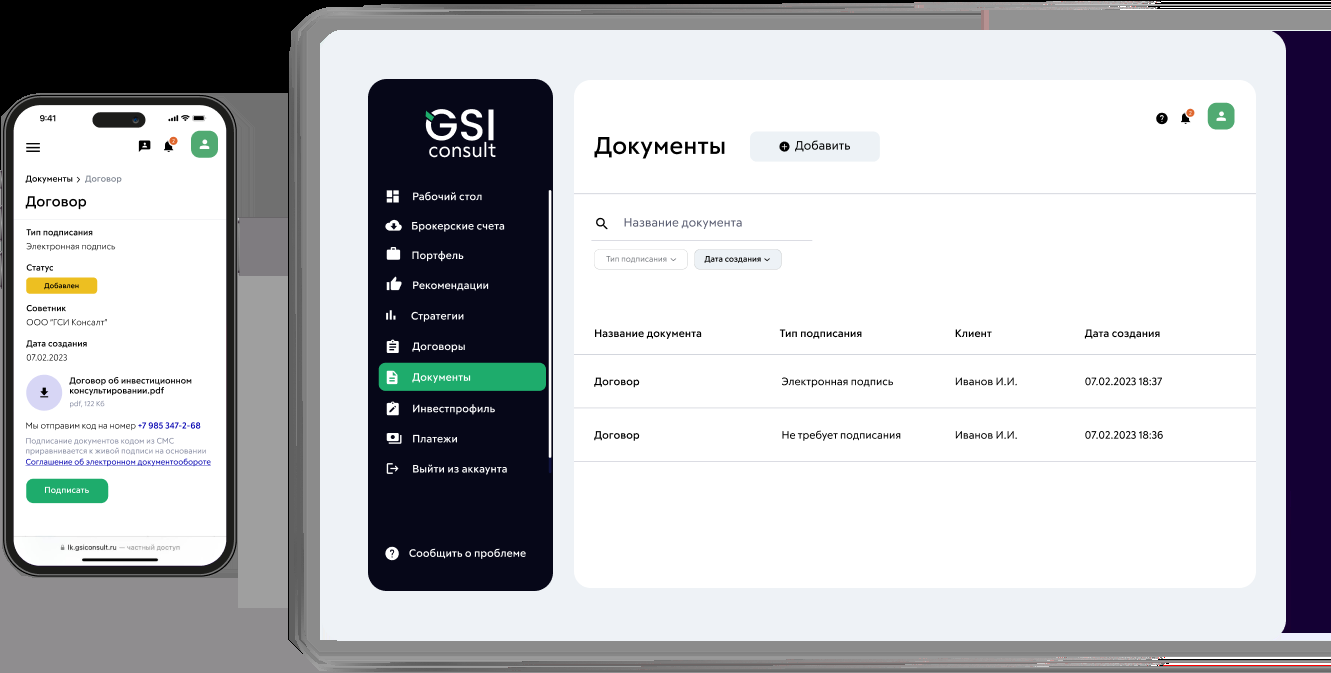 9:41
2
Документы > Договор
Договор
Тип подписания
Электронная подпись
Статус
Добавлен
Советник
ООО "ГСИ Консалт"
Дата создания
07.02.2023
Договор об инвестиционном
консультировании.pdf
pdf, 122 Кб
Мы отправим код на номер +7 985 347-2-68
Подписание документов кодом из СМС
приравнивается к живой подписи на основании
Соглашение об электронном документообороте
Подписать
lk.gsiconsult.ru — частный доступ
GSI
consult
Рабочий стол
Брокерские счета
Портфель
Рекомендации
Стратегии
Договоры
Документы
Инвестпрофиль
Платежи
Выйти из аккаунта
? Сообщить о проблеме
? 2
Документы
Добавить
Название документа
Тип подписания
Дата создания
Название документа Тип подписания Клиент Дата создания
Договор Электронная подпись Иванов И.И. 07.02.2023 18:37
Договор Не требует подписания Иванов И.И. 07.02.2023 18:36